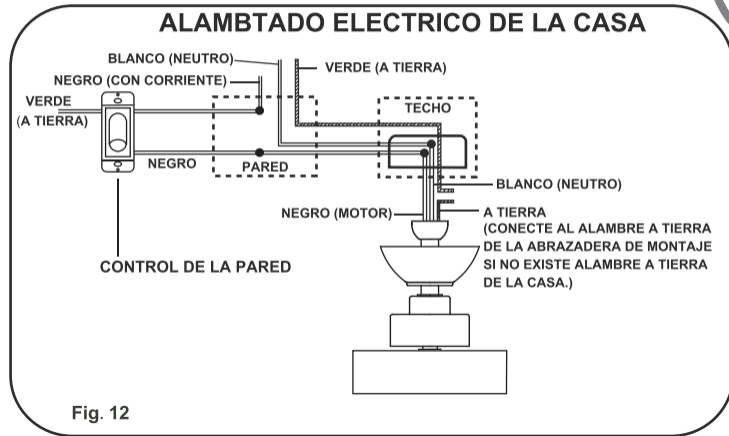 ALAMBTADO ELECTRICO DE LA CASA
BLANCO (NEUTRO)
VERDE (A TIERRA)
NEGRO (CON CORRIENTE)
VERDE
(A TIERRA)
TECHO
NEGRO
PARED
BLANCO (NEUTRO)
NEGRO (MOTOR)
A TIERRA
(CONECTE AL ALAMBRE A TIERRA
DE LA ABRAZADERA DE MONTAJE
SI NO EXISTE ALAMBRE A TIERRA
DE LA CASA.)
CONTROL DE LA PARED
Fig. 12